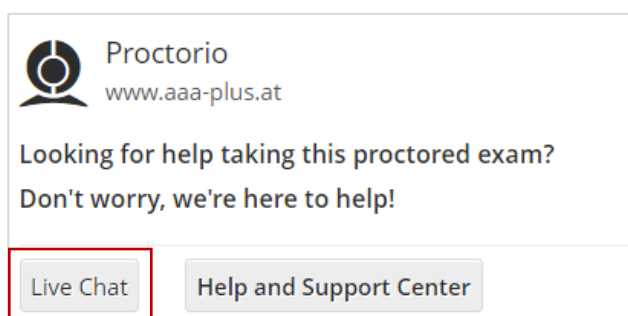 Proctorio
www.aaa-plus.at
Looking for help taking this proctored exam?
Don't worry, we're here to help!
Live Chat Help and Support Center